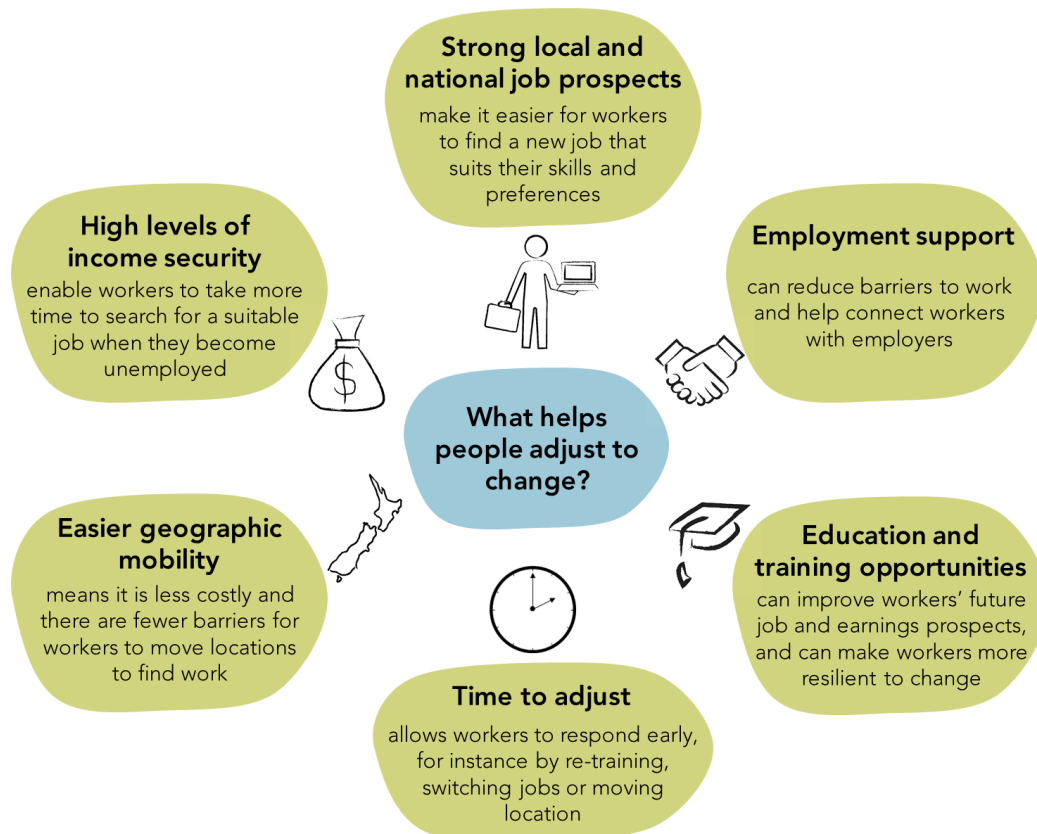 Strong local and
national job prospects
make it easier for workers
to find a new job that
suits their skills and
preferences
High levels of
income security
enable workers to take more
time to search for a suitable
job when they become
unemployed
$
Employment support
can reduce barriers to work
and help connect workers
with employers
What helps
people adjust to
change?
Easier geographic
mobility
means it is less costly and
there are fewer barriers for
workers to move locations
to find work
Education and
training opportunities
can improve workers’ future
job and earnings prospects,
and can make workers more
resilient to change
Time to adjust
allows workers to respond early,
for instance by re-training,
switching jobs or moving
location